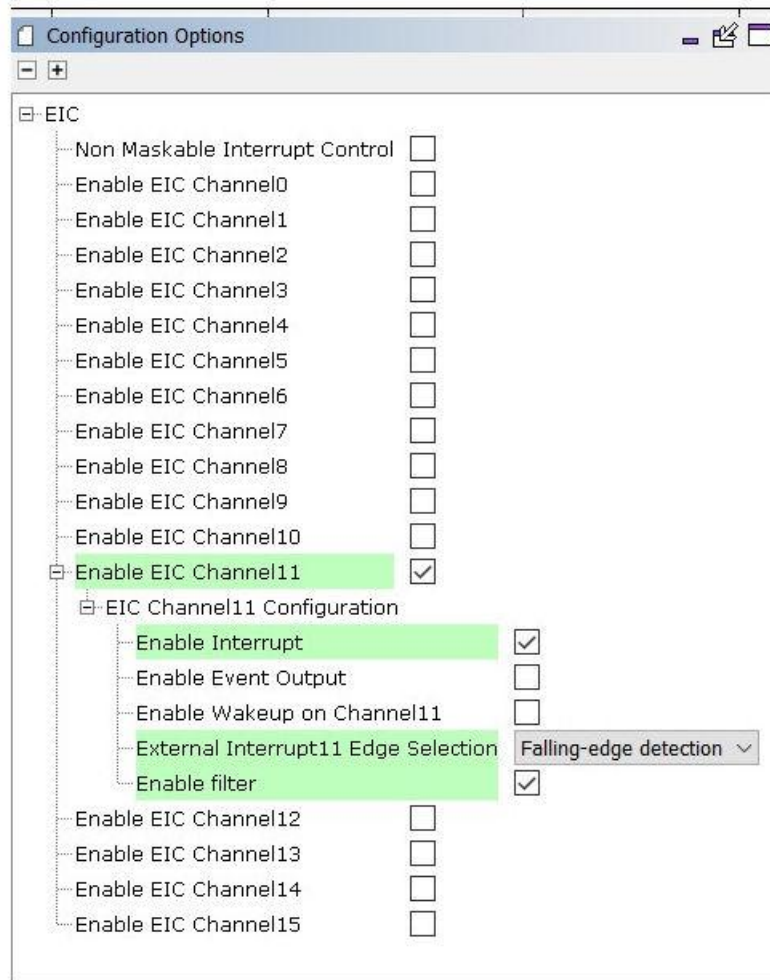 Configuration Options
EIC
Non Maskable Interrupt Control
Enable EIC Channel0
Enable EIC Channel1
Enable EIC Channel2
Enable EIC Channel3
Enable EIC Channel4
Enable EIC Channel5
Enable EIC Channel6
Enable EIC Channel7
Enable EIC Channel8
Enable EIC Channel9
Enable EIC Channel10
Enable EIC Channel11
EIC Channel11 Configuration
Enable Interrupt
Enable Event Output
Enable Wakeup on Channel11
External Interrupt11 Edge Selection Falling-edge detection
Enable filter
Enable EIC Channel12
Enable EIC Channel13
Enable EIC Channel14
Enable EIC Channel15